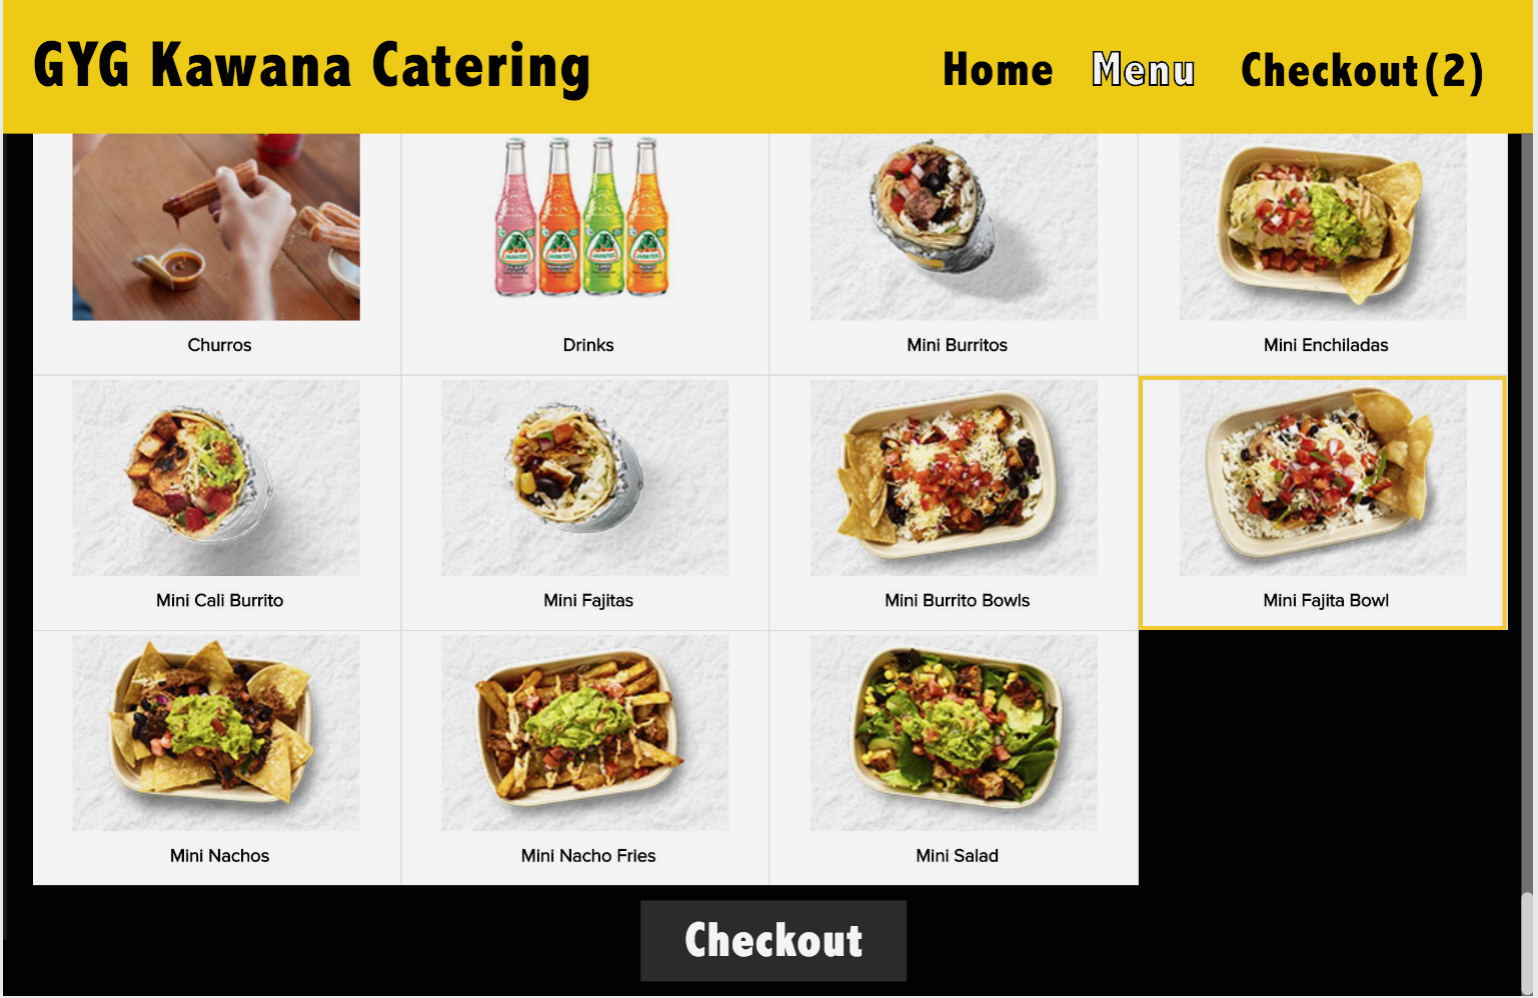 GYG Kawana Catering
Home Menu Checkout(2)
Churros Drinks Mini Burritos Mini Enchiladas
Mini Cali Burrito Mini Fajitas Mini Burrito Bowls Mini Fajita Bowl
Mini Nachos Mini Nacho Fries Mini Salad
Checkout